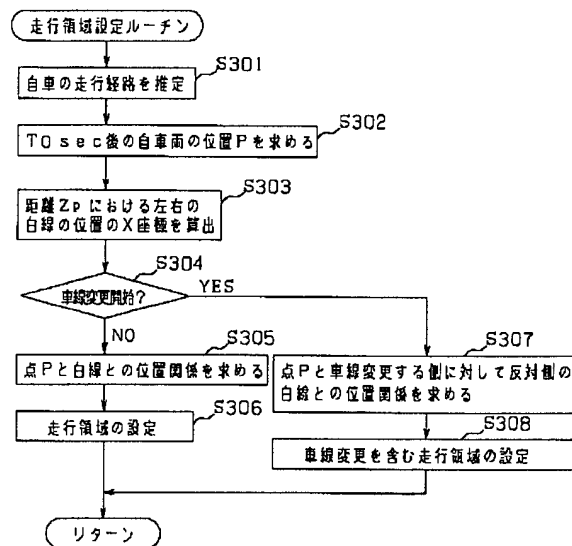 走行領域設定ルーチン
S301
自車の走行経路を推定
S302
T0sec後の自車両の位置Pを求める
S303
距離Zpにおける左右の
白線の位置のX座極を算出
S304
車線変更開始?
YES
NO
S305
点Pと白線との位置関係を求める
S306
走行領域の設定
S307
点Pと車線変更する側に対して反対側の
白線との位置関係を求める
S308
車線変更を含む走行領域の設定
リターン